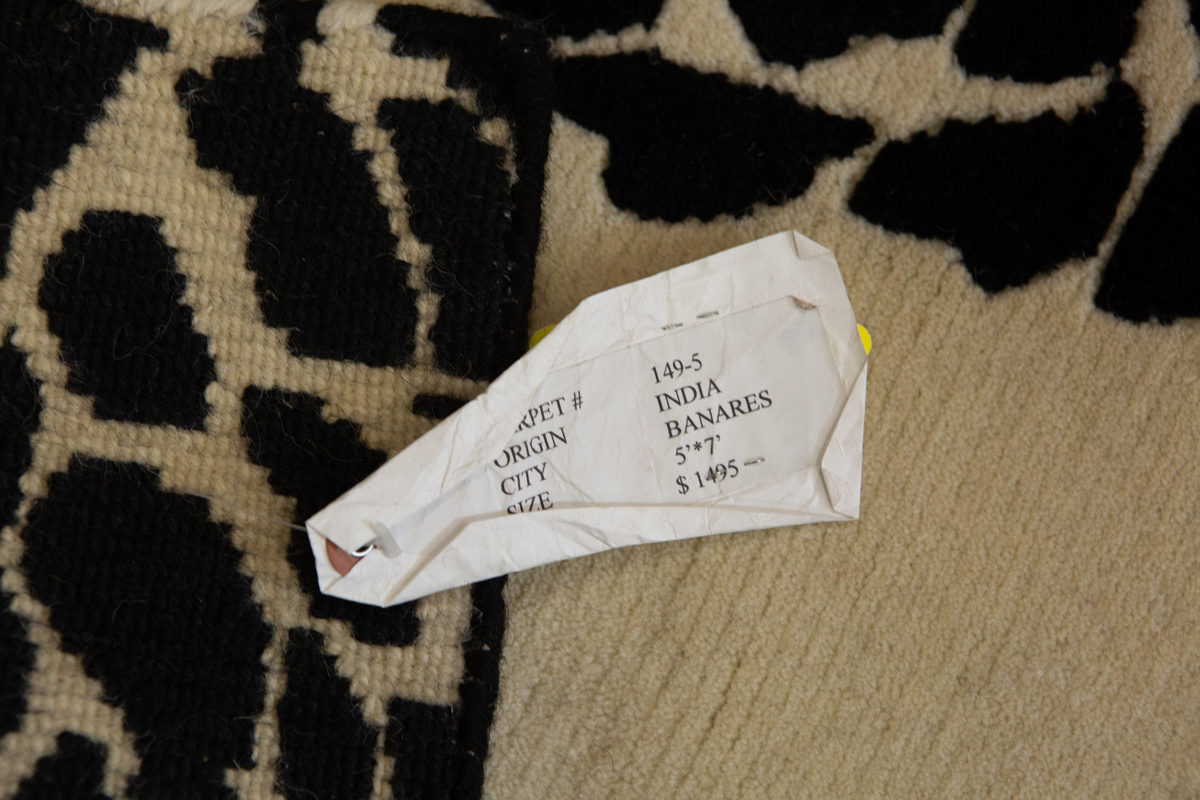 RPET # 149-5
ORIGIN INDIA
CITY BANARES
SIZE 5'*7'
$ 1495